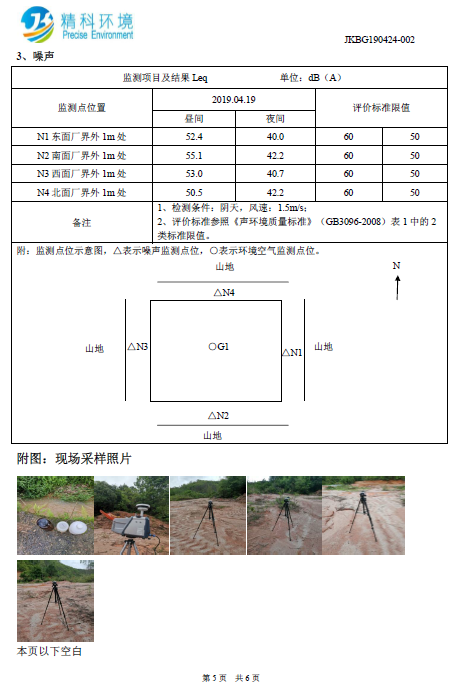 精科环境
Precise Environment
JKBG190424-002
3、噪声
监测项目及结果 Leq 单位：dB（A）
监测点位置 2019.04.19 评价标准限值
昼间 夜间
N1 东面厂界外 1m 处 52.4 40.0 60 50
N2 南面厂界外 1m 处 55.1 42.2 60 50
N3 西面厂界外 1m 处 53.0 40.7 60 50
N4 北面厂界外 1m 处 50.5 42.2 60 50
备注
1、检测条件：阴天，风速：1.5m/s；
2、评价标准参照《声环境质量标准》（GB3096-2008）表 1 中的 2
类标准限值。
附：监测点位示意图，△表示噪声监测点位，○表示环境空气监测点位。
山地
N
△N4
山地 △N3 ○G1 △N1 山地
△N2
山地
附图：现场采样照片
本页以下空白
第 5 页 共 6 页